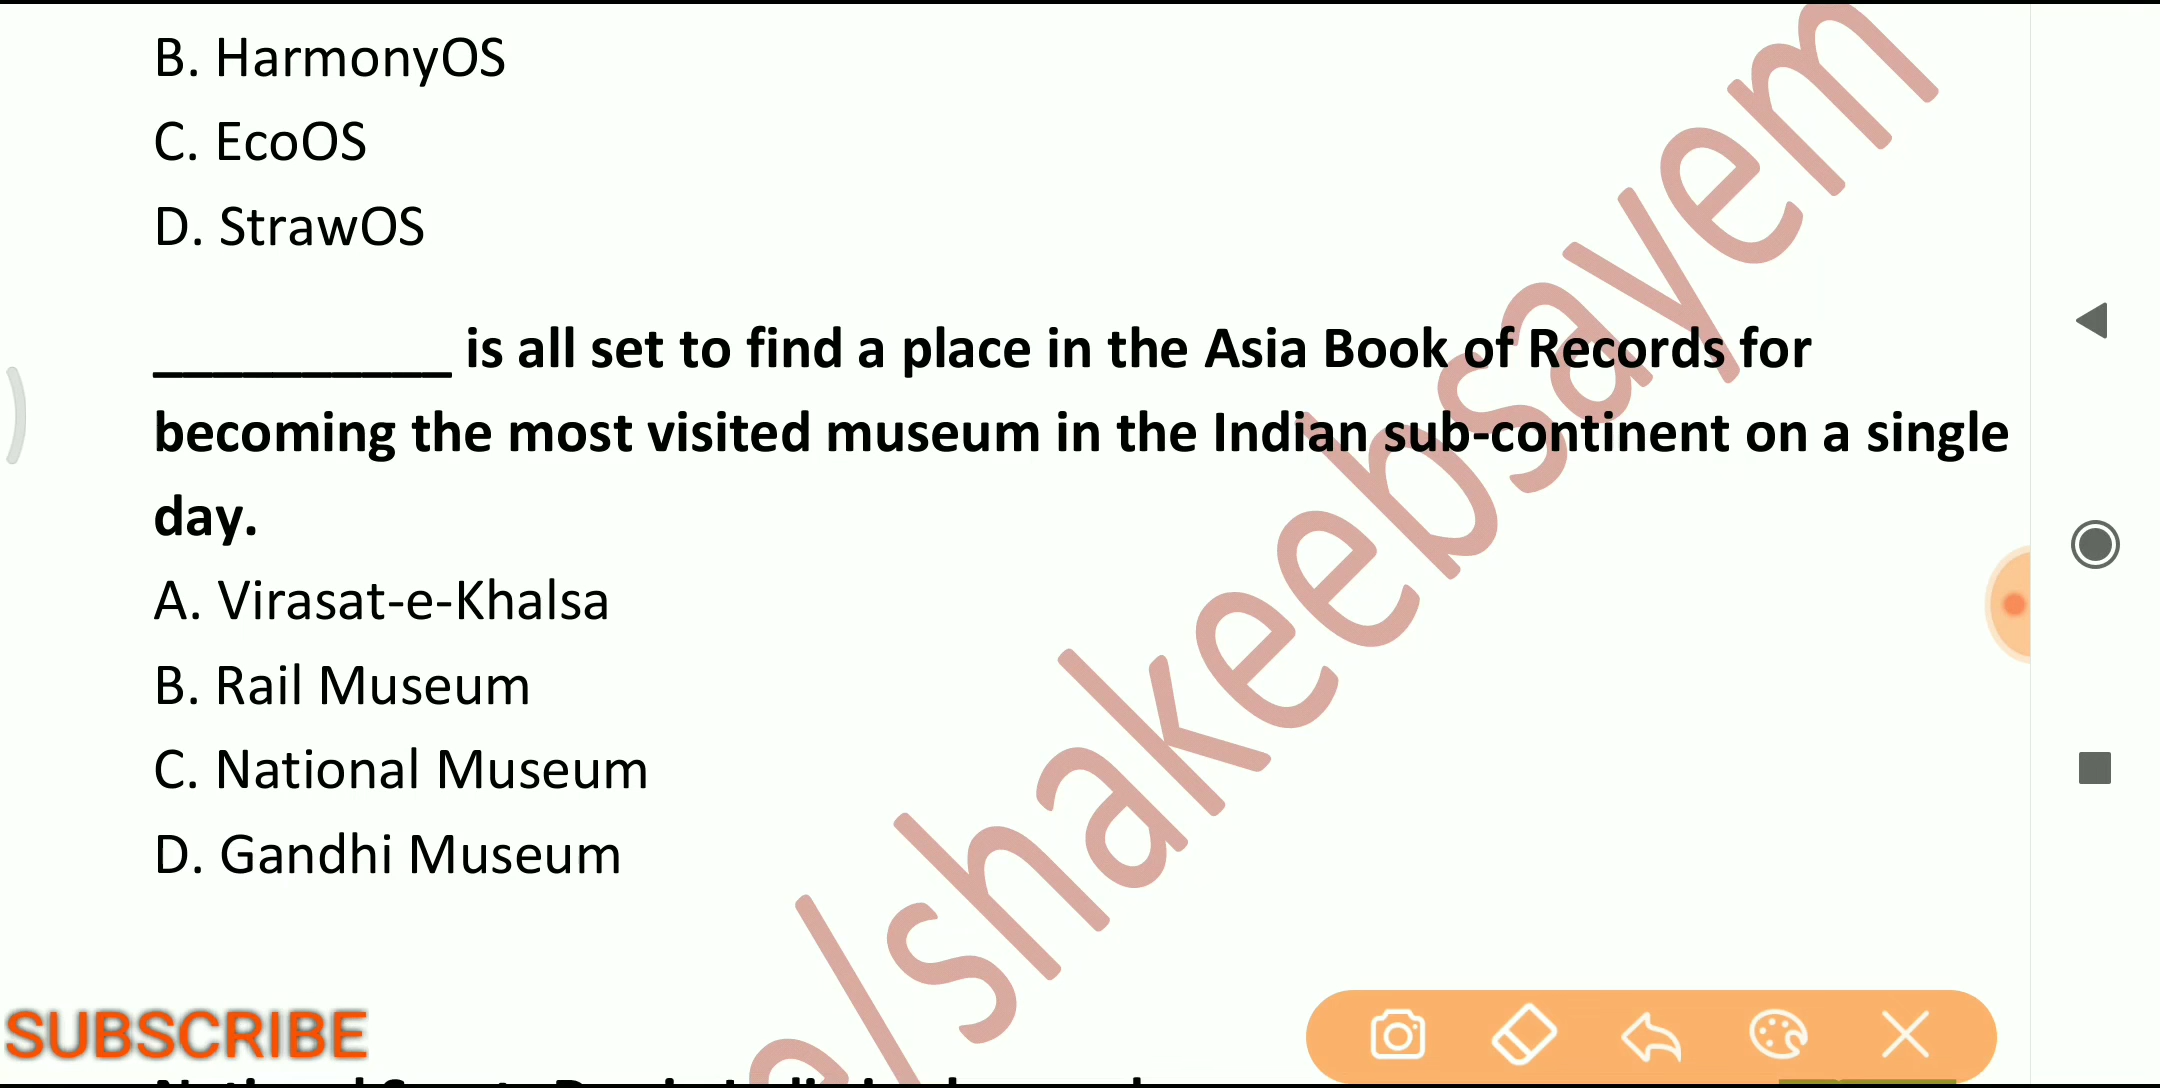 B. HarmonyOS
C. EcoOS
D. StrawOS
__________ is all set to find a place in the Asia Book of Records for
becoming the most visited museum in the Indian sub-continent on a single
day.
A. Virasat-e-Khalsa
B. Rail Museum
C. National Museum
D. Gandhi Museum
/shakeebsayem
SUBSCRIBE